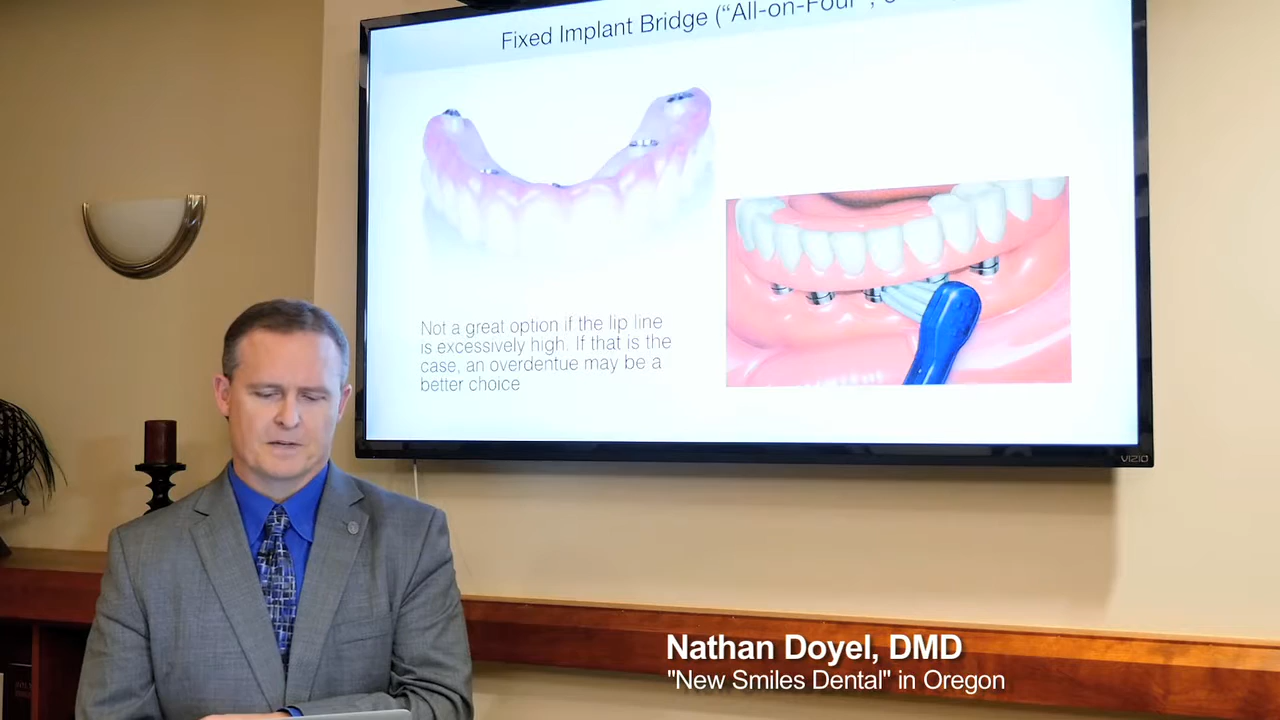 Fixed Implant Bridge ("All-on-Four",
Not a great option if the lip line
is excessively high. If that is the
case, an overdentue may be a
better choice
VIZIO
Nathan Doyel, DMD
"New Smiles Dental" in Oregon